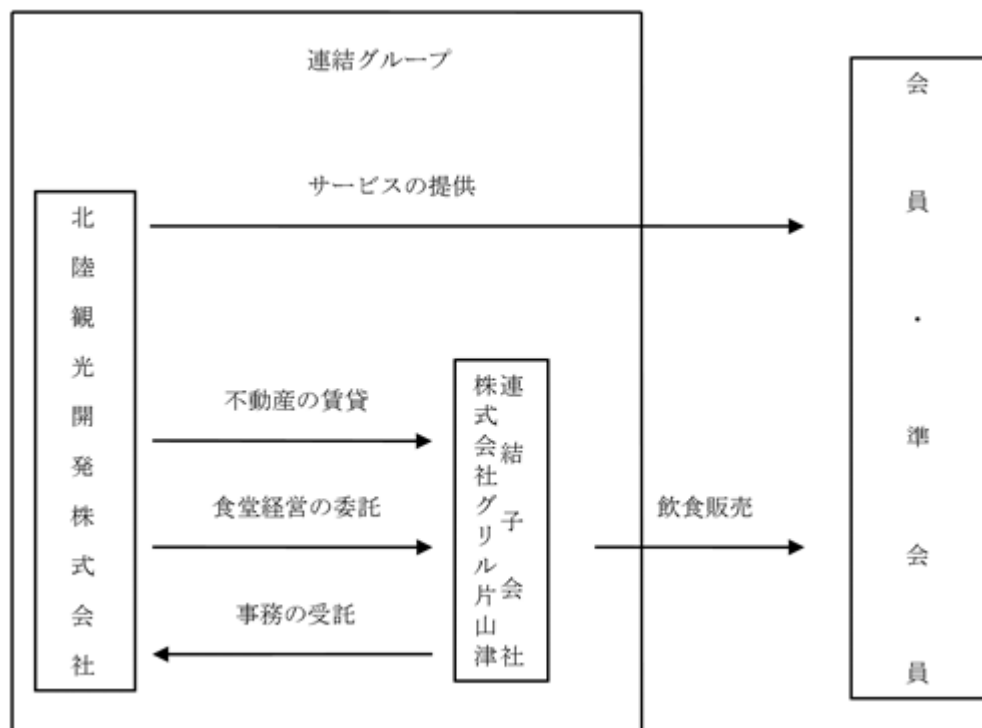 連結グループ
サービスの提供
北陸観光開発株式会社
不動産の賃貸
食堂経営の委託
事務の受託
連結子会社
株式会社グリル片山津
飲食販売
会員・準会員